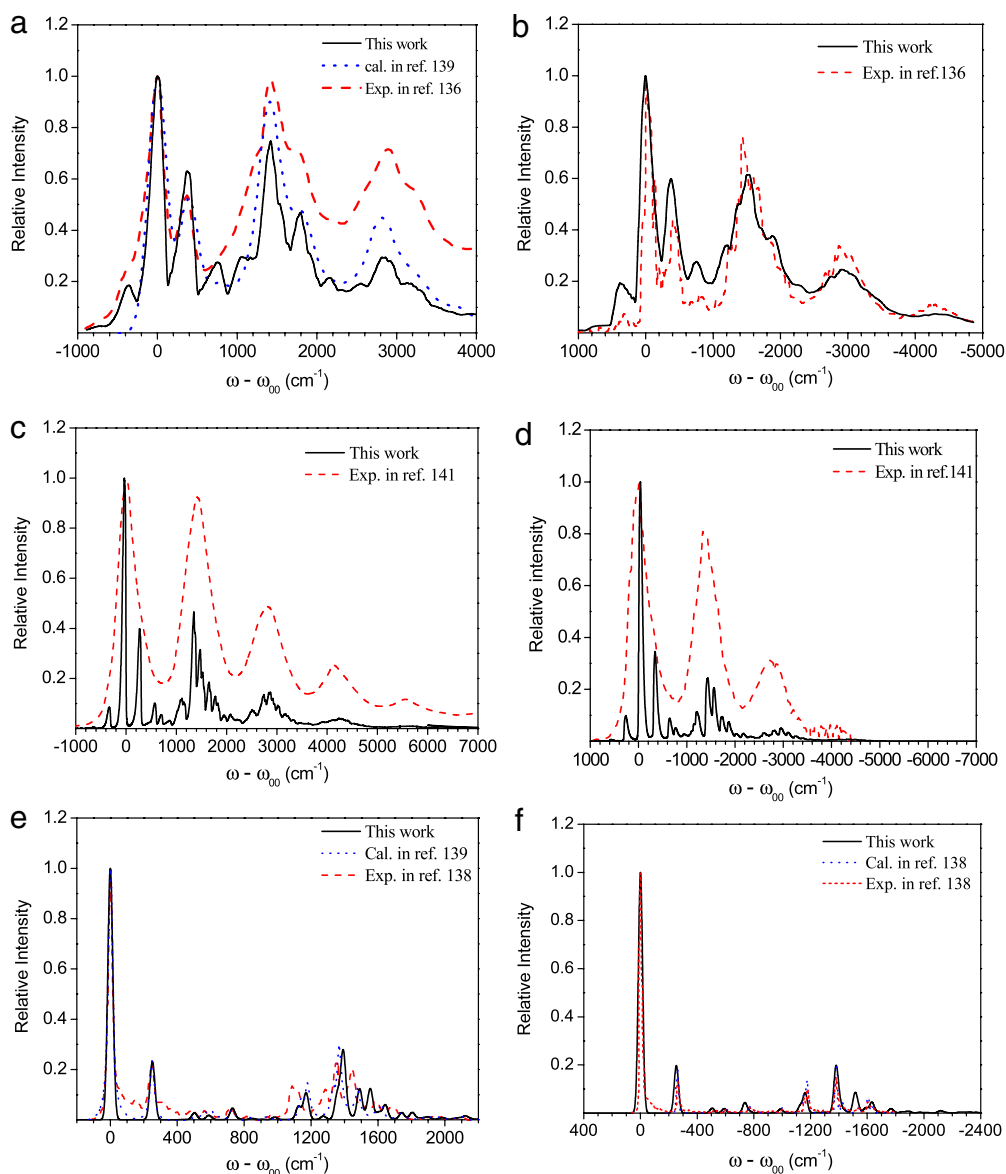 a
1.2
1.0
0.8
0.6
0.4
0.2
Relative Intensity
This work
cal. in ref. 139
Exp. in ref. 136
-1000 0 1000 2000 3000 4000
ω - ω00 (cm-1)
b
1.2
1.0
0.8
0.6
0.4
0.2
Relative Intensity
This work
Exp. in ref.136
1000 0 -1000 -2000 -3000 -4000 -5000
ω - ω00 (cm-1)
c
1.2
1.0
0.8
0.6
0.4
0.2
Relative Intensity
This work
Exp. in ref. 141
-1000 0 1000 2000 3000 4000 5000 6000 7000
ω - ω00 (cm-1)
d
1.2
1.0
0.8
0.6
0.4
0.2
Relative intensity
This work
Exp. in ref.141
1000 0 -1000 -2000 -3000 -4000 -5000 -6000 -7000
ω - ω00 (cm-1)
e
1.2
1.0
0.8
0.6
0.4
0.2
Relative Intensity
This work
Cal. in ref. 139
Exp. in ref. 138
0 400 800 1200 1600 2000
ω - ω00 (cm-1)
f
1.2
1.0
0.8
0.6
0.4
0.2
0.0
Relative Intensity
This work
Cal. in ref. 138
Exp. in ref. 138
400 0 -400 -800 -1200 -1600 -2000 -2400
ω - ω00 (cm-1)